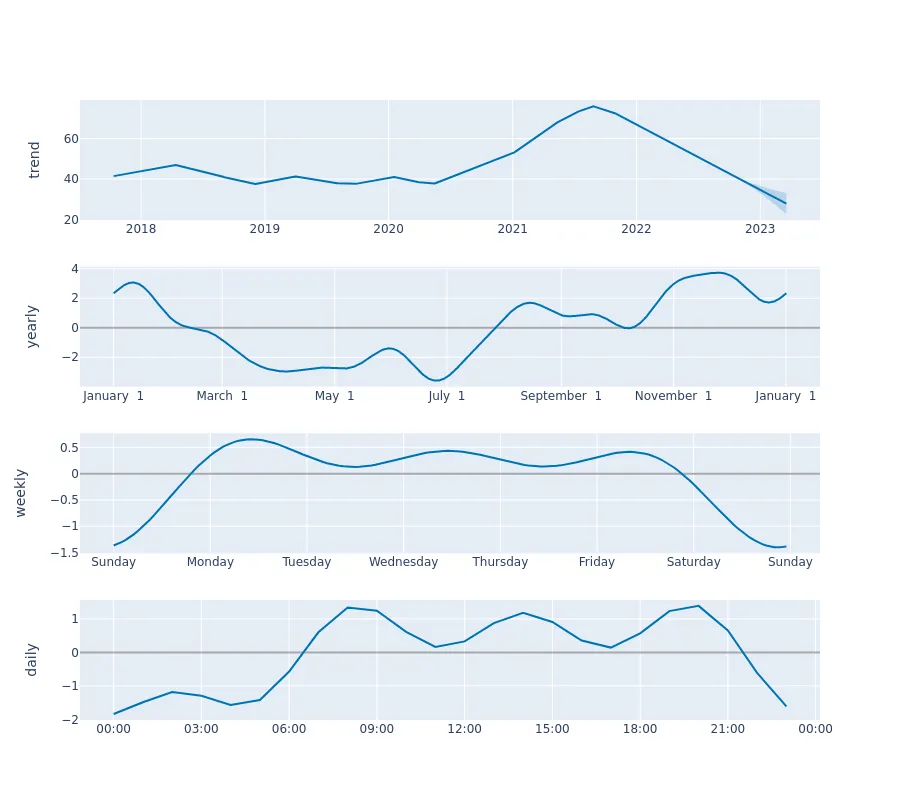 trend
60
40
20
2018 2019 2020 2021 2022 2023
yearly
4
2
0
−2
January 1 March 1 May 1 July 1 September 1 November 1 January 1
weekly
0.5
0
−0.5
−1
−1.5
Sunday Monday Tuesday Wednesday Thursday Friday Saturday Sunday
daily
1
0
−1
−2
00:00 03:00 06:00 09:00 12:00 15:00 18:00 21:00 00:00